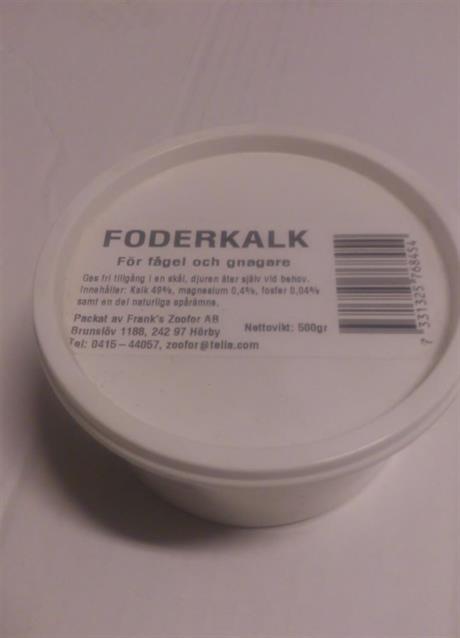 FODERKALK
För fågel och gnagare
Ges fri tillgång i en skål, djuren äter själv vid behov.
Innehåller: Kalk 49%, magnesium 0,4%, fosfor 0,04%
samt en del naturliga spårämne.
Packat av Frank's Zoofor AB
Brunslöv 1188, 242 97 Hörby
Nettovikt: 500gr
Tel: 0415-44057, zoofor@telia.com
7 331325 768454